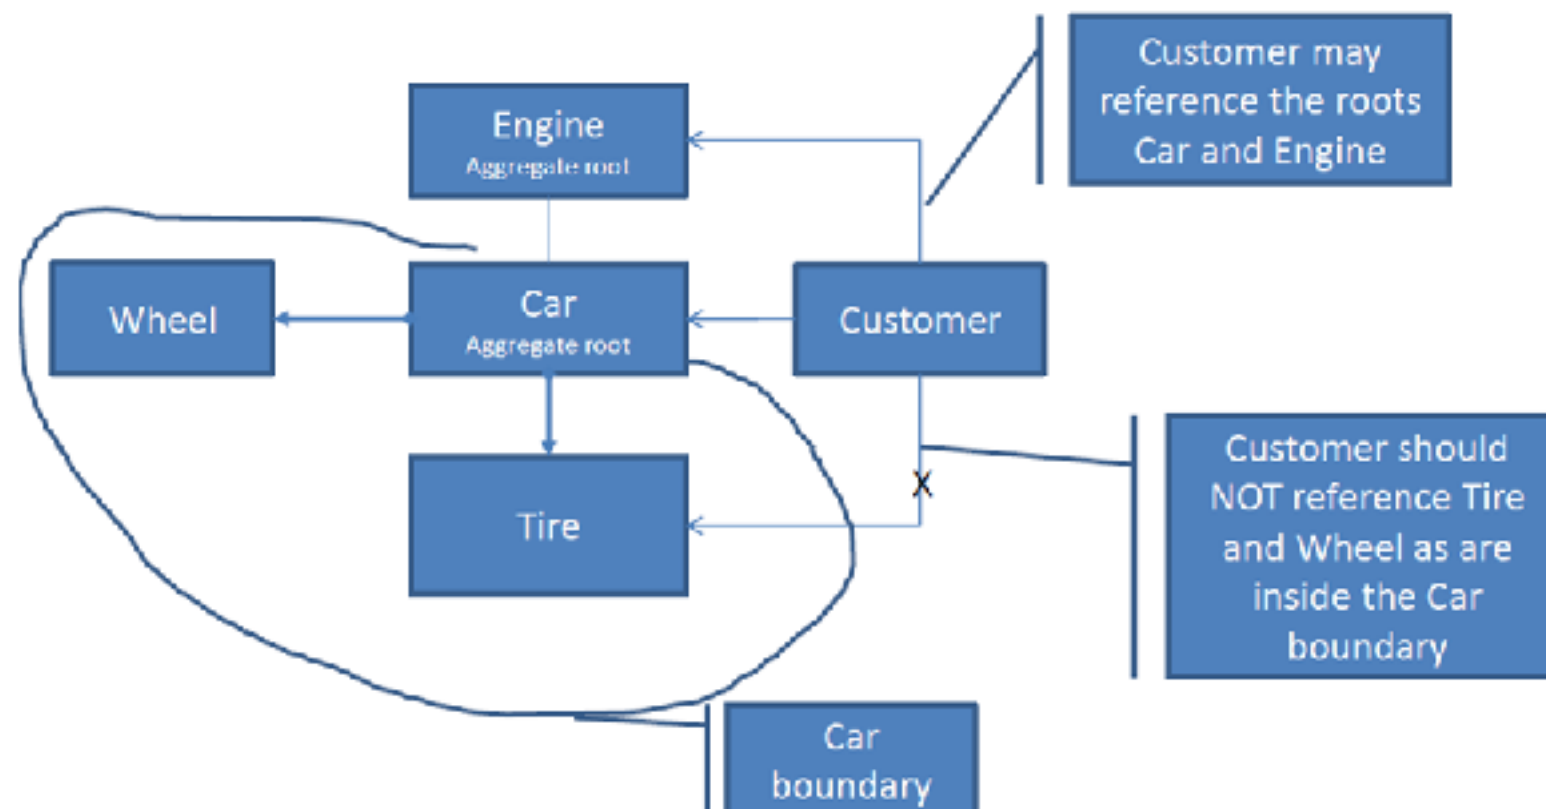 Customer may
reference the roots
Car and Engine
Engine
Aggregate root
Wheel
Car
Aggregate root
Customer
Tire
X
Customer should
NOT reference Tire
and Wheel as are
inside the Car
boundary
Car
boundary